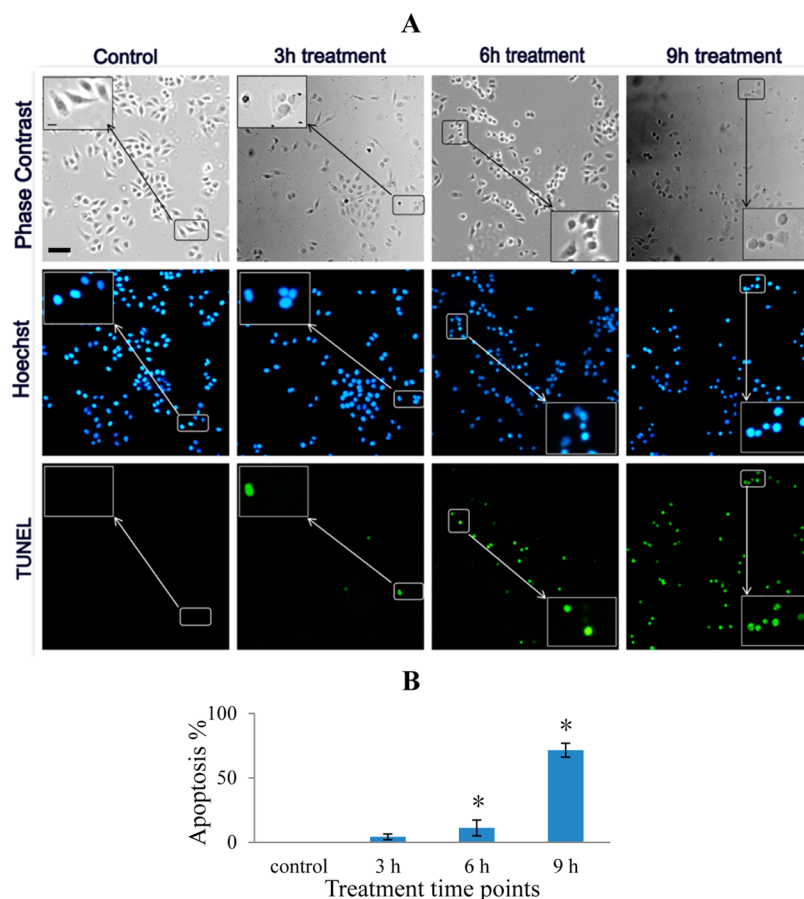 A
Control 3h treatment 6h treatment 9h treatment
Phase Contrast
Hoechst
TUNEL
B
Apoptosis %
100
50
0
*
*
control 3 h 6 h 9 h
Treatment time points